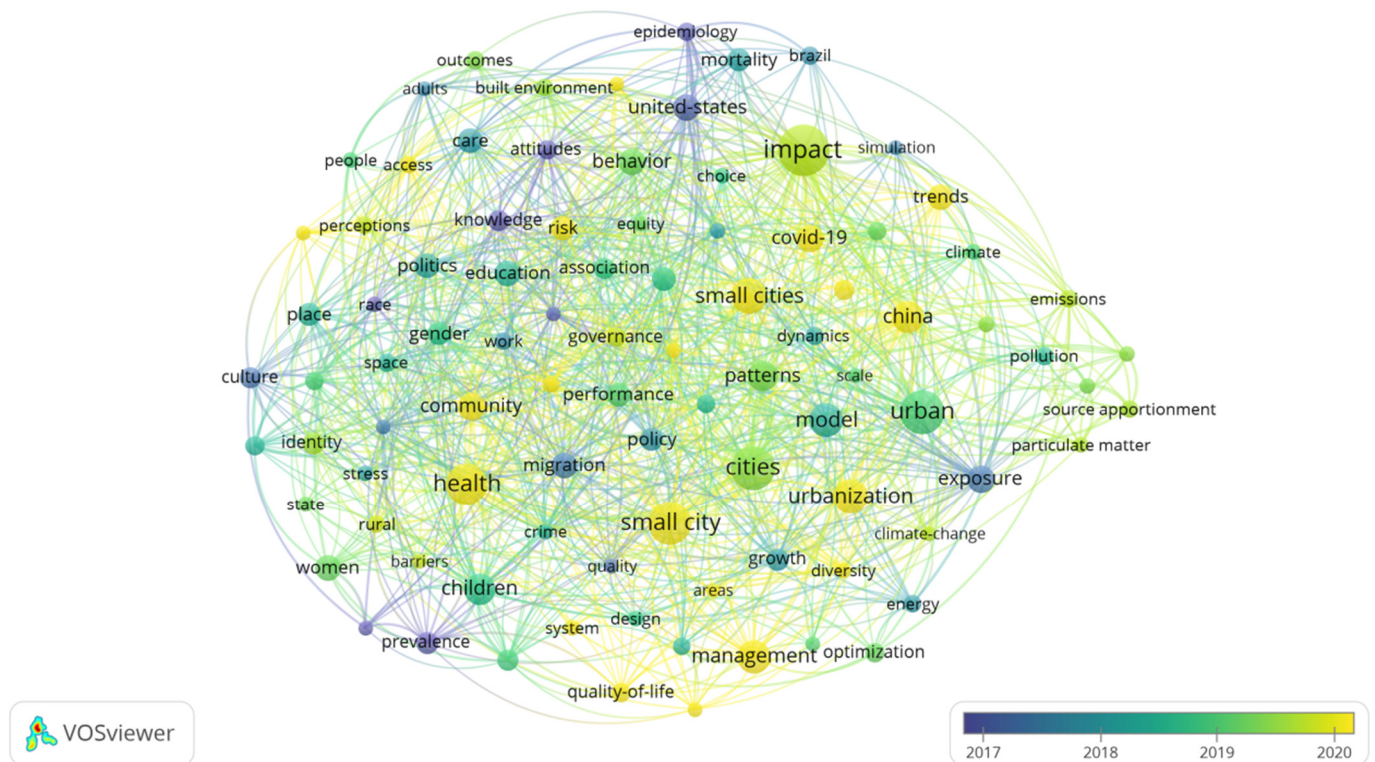 epidemiology
outcomes
mortality
brazil
adults
built environment
united-states
care
attitudes
behavior
impact
simulation
people
access
choice
trends
perceptions
knowledge
risk
equity
covid-19
politics
education
association
climate
small cities
emissions
place
race
china
gender
work
governance
dynamics
space
pollution
culture
patterns
scale
community
performance
source apportionment
model
urban
identity
policy
particulate matter
stress
migration
cities
exposure
health
urbanization
state
rural
crime
small city
climate-change
women
barriers
quality
growth
diversity
children
areas
energy
system
design
prevalence
management
optimization
quality-of-life
VOSviewer
2017
2018
2019
2020